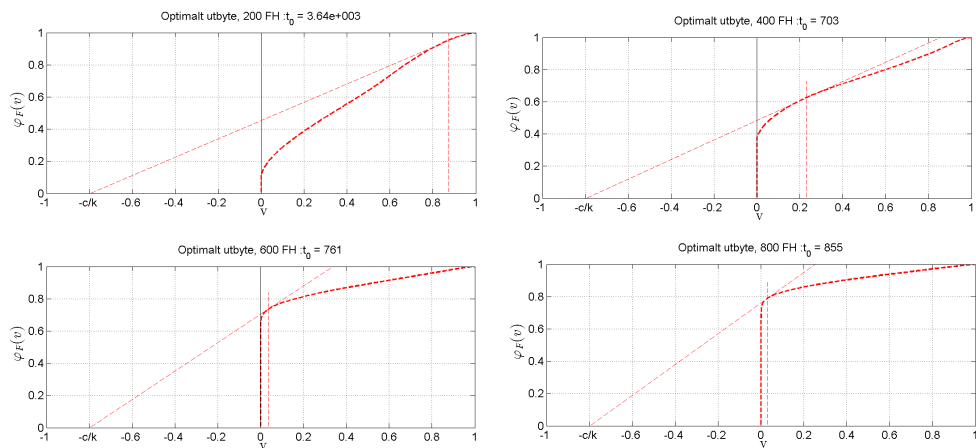 Optimalt utbyte, 200 FH :t₀ = 3.64e+003
1
0.8
0.6
0.4
0.2
0
φ_F(v)
-1 -c/k -0.6 -0.4 -0.2 0 0.2 0.4 0.6 0.8 1
v
Optimalt utbyte, 400 FH :t₀ = 703
1
0.8
0.6
0.4
0.2
0
φ_F(v)
-1 -c/k -0.6 -0.4 -0.2 0 0.2 0.4 0.6 0.8 1
v
Optimalt utbyte, 600 FH :t₀ = 761
1
0.8
0.6
0.4
0.2
0
φ_F(v)
-1 -c/k -0.6 -0.4 -0.2 0 0.2 0.4 0.6 0.8 1
v
Optimalt utbyte, 800 FH :t₀ = 855
1
0.8
0.6
0.4
0.2
0
φ_F(v)
-1 -c/k -0.6 -0.4 -0.2 0 0.2 0.4 0.6 0.8 1
v